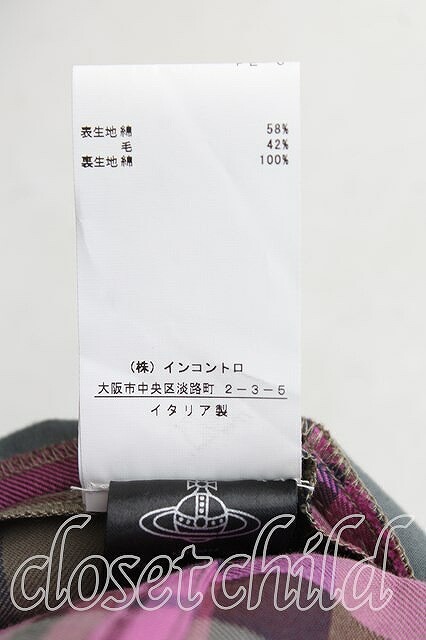 表生地 綿 58%
毛 42%
裏生地 綿 100%
(株) インコントロ
大阪市中央区淡路町 2-3-5
イタリア製
closetchild